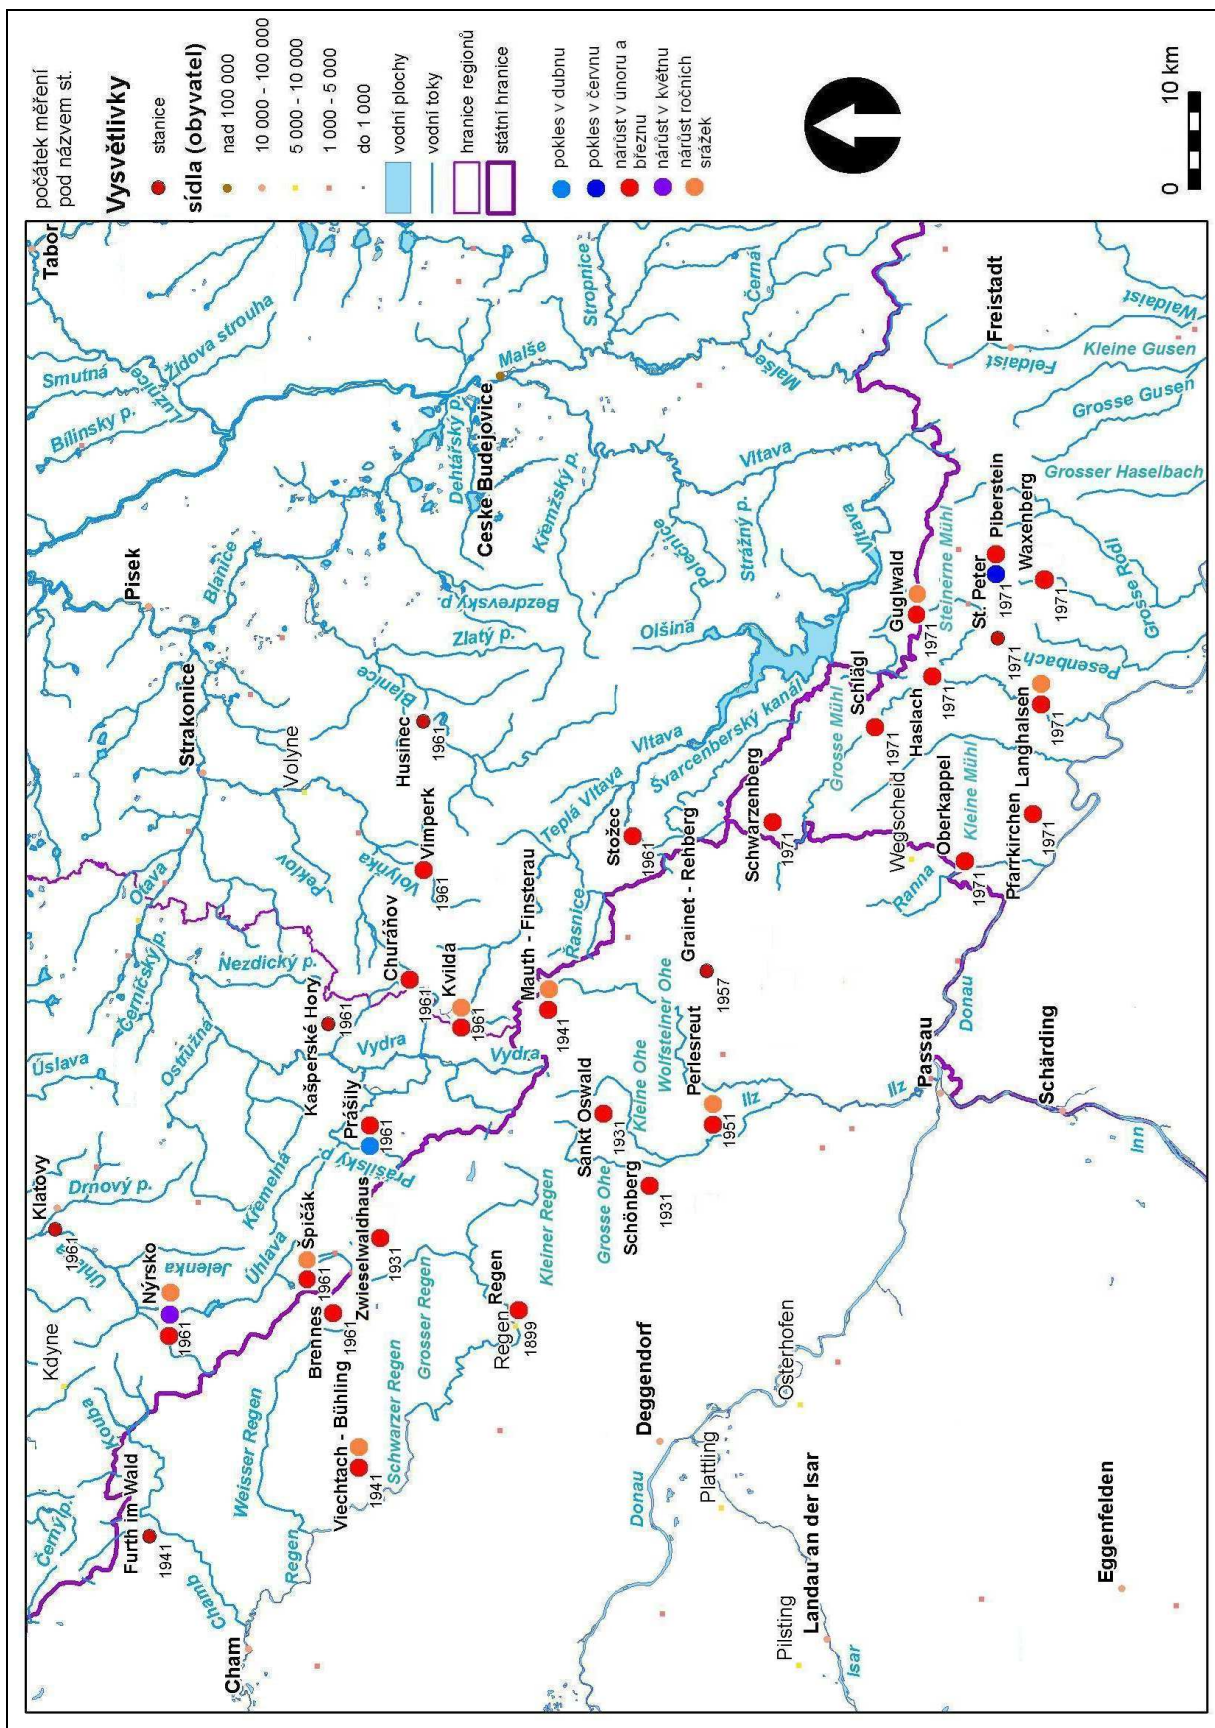 počátek měření
pod názvem st.
Vysvětlivky
stanice
sídla (obyvatel)
nad 100 000
10 000 - 100 000
5 000 - 10 000
1 000 - 5 000
do 1 000
vodní plochy
vodní toky
hranice regionů
státní hranice
pokles v dubnu
pokles v červnu
nárůst v únoru a
březnu
nárůst v květnu
nárůst ročních
srážek
0
10 km
Černý p.
Kouba
Furth im Wald
1941
Chamb
Cham
Regen
Kdyne
Klatovy
1961
Úhlava
Drnový p.
Nýrsko
1961
Jelenka
Úhlava
Křemelná
Úslava
Ostružná
Černíčský p.
Otava
Nezdický p.
Strakonice
Pisek
Blanice
Bílinsky p.
Smutná
Lužnice
Židova strouha
Tabor
Volyne
Peklov
Volyňka
Vimperk
1961
Husinec
1961
Blanice
Zlatý p.
Bezdrevský p.
Dehtářský p.
Ceske Budejovice
Malše
Stropnice
Černá
Malše
Křemžský p.
Polečnice
Strážný p.
Vltava
Olšina
Vltava
Vltava
Teplá Vltava
Švarcenberský kanál
Špičák
1961
Brennes
1961
Zwieselwaldhaus
1931
Prášily
1961
Prášilský p.
Kašperské Hory
1961
Churáňov
1961
Vydra
Vydra
Kvilda
1961
Mauth - Finsterau
1941
Řasnice
Stožec
1961
Weisser Regen
Viechtach - Bühling
1941
Schwarzer Regen
Grosser Regen
Regen Regen
1899
Kleiner Regen
Grosse Ohe
Sankt Oswald
1931
Schönberg
1931
Kleine Ohe
Wolfsteiner Ohe
Perlesreut
1951
Ilz
Ilz
Grainet - Rehberg
1957
Schwarzenberg
1971
Grosse Mühl
Schlägl
1971
Haslach
1971
Guglwald
1971
Steinerne Mühl
St. Peter
1971
Piberstein
1971
Waxenberg
1971
Grosse Rodl
Pesenbach
Langhalsen
1971
Wegscheid
Oberkappel
1971
Kleine Mühl
Pfarrkirchen
1971
Ranna
Donau
Passau
Schärding
Inn
Grosser Haselbach
Grosse Gusen
Kleine Gusen
Freistadt
Feldaist
Waldaist
Deggendorf
Donau
Plattling
Osterhofen
Pilsting
Landau an der Isar
Isar
Eggenfelden